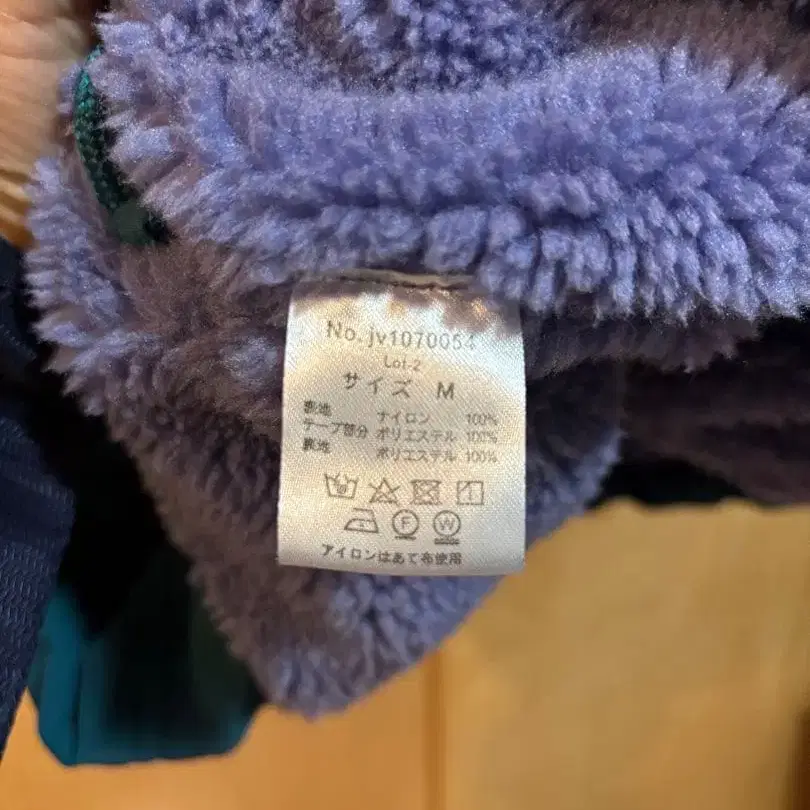 No.jv1070054
Lot-2
サイズ M
表地 ナイロン 100%
テープ部分 ポリエステル 100%
裏地 ポリエステル 100%
F W
アイロンはあて布使用